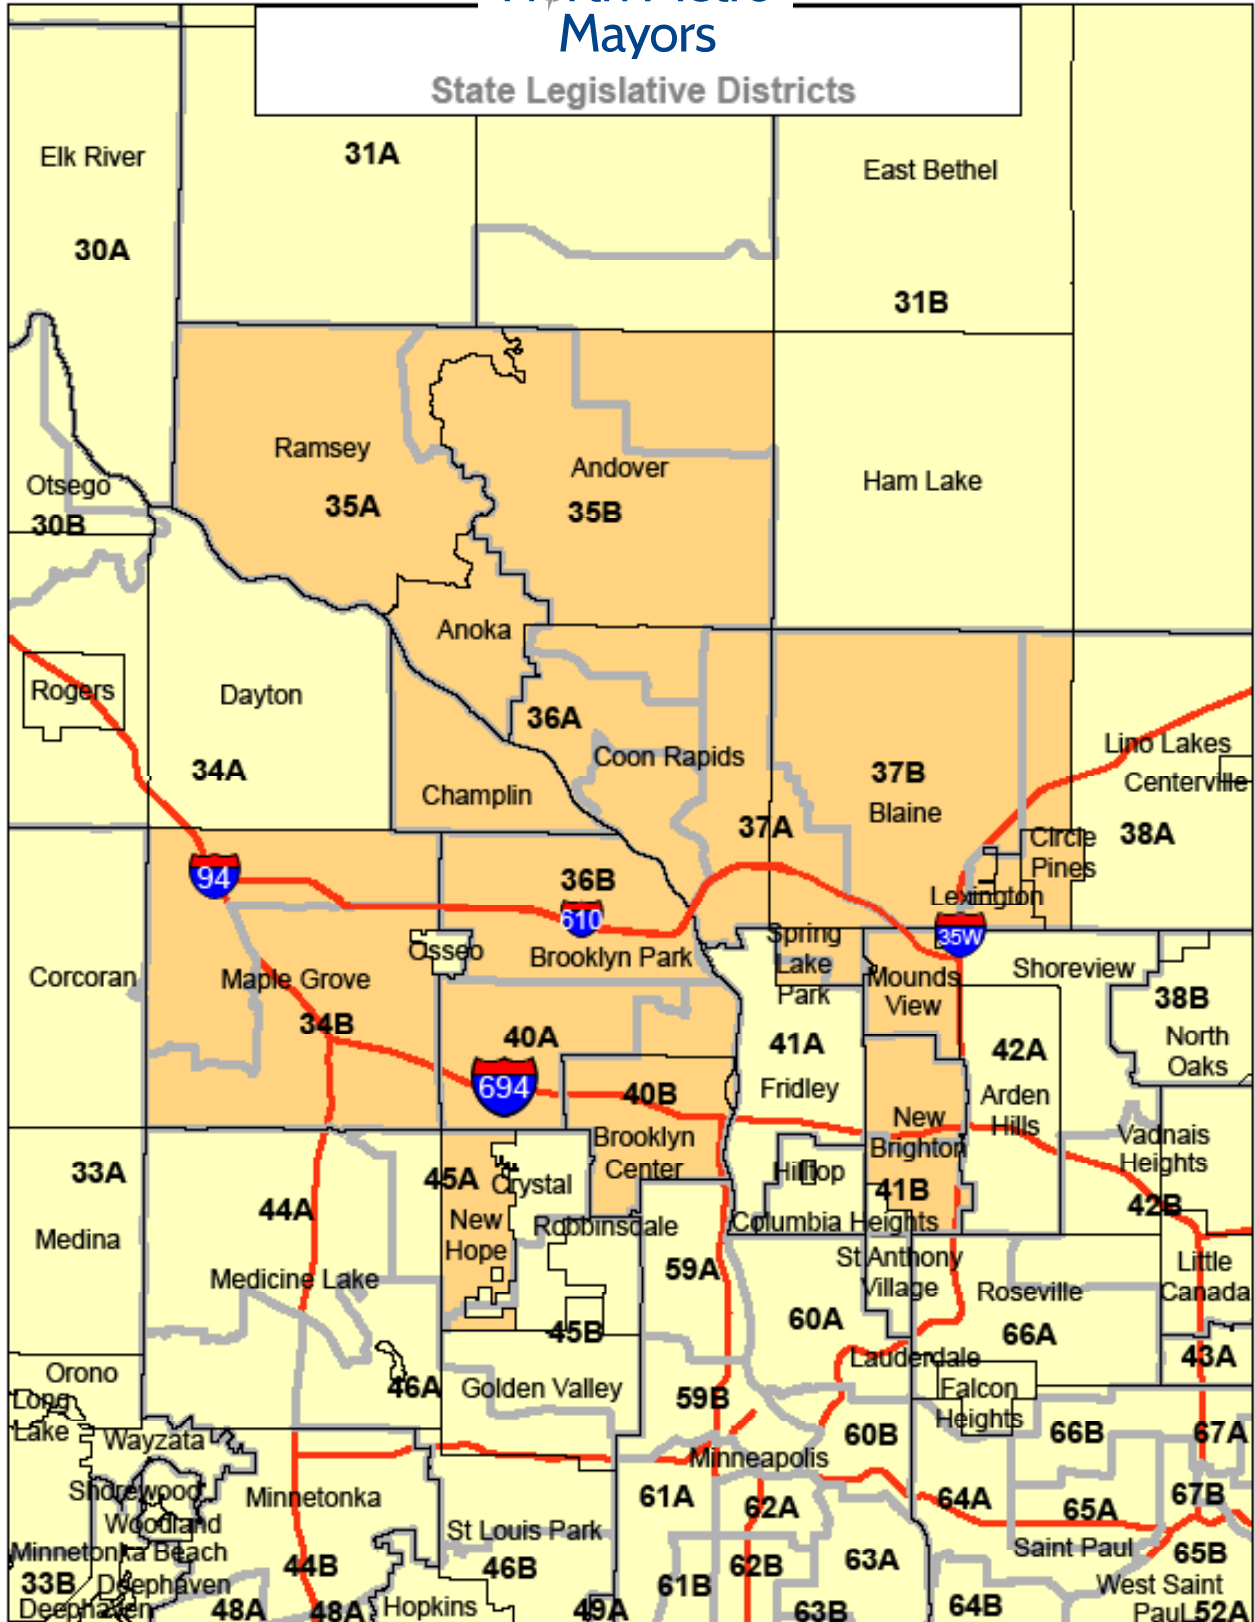 North Metro
Mayors
State Legislative Districts
Elk River
31A
East Bethel
30A
31B
Ramsey
Andover
Ham Lake
Otsego
35A
35B
30B
Anoka
Rogers
Dayton
36A
Lino Lakes
Coon Rapids
34A
37B
Centerville
Champlin
Blaine
37A
38A
Circle
Pines
94
36B
Lexington
610
35W
Spring
Lake
Park
Osseo
Brooklyn Park
Shoreview
Corcoran
Maple Grove
Mounds
View
38B
34B
40A
41A
42A
North
Oaks
694
40B
Fridley
Arden
Hills
New
Brighton
Brooklyn
Center
Vadnais
Heights
33A
45A
Crystal
Hilltop
41B
44A
New
Hope
Robbinsdale
Columbia Heights
42B
Medina
59A
St Anthony
Village
Little
Canada
Medicine Lake
Roseville
45B
60A
66A
43A
Orono
46A
Golden Valley
Lauderdale
Falcon
Heights
Long
Lake
59B
60B
66B
67A
Wayzata
Minneapolis
Shorewood
Minnetonka
61A
62A
64A
65A
67B
Woodland
St Louis Park
Saint Paul
Minnetonka Beach
44B
46B
62B
63A
65B
33B
Deephaven
61B
West Saint
Paul
Deephaven
48A
48A
Hopkins
49A
63B
64B
52A